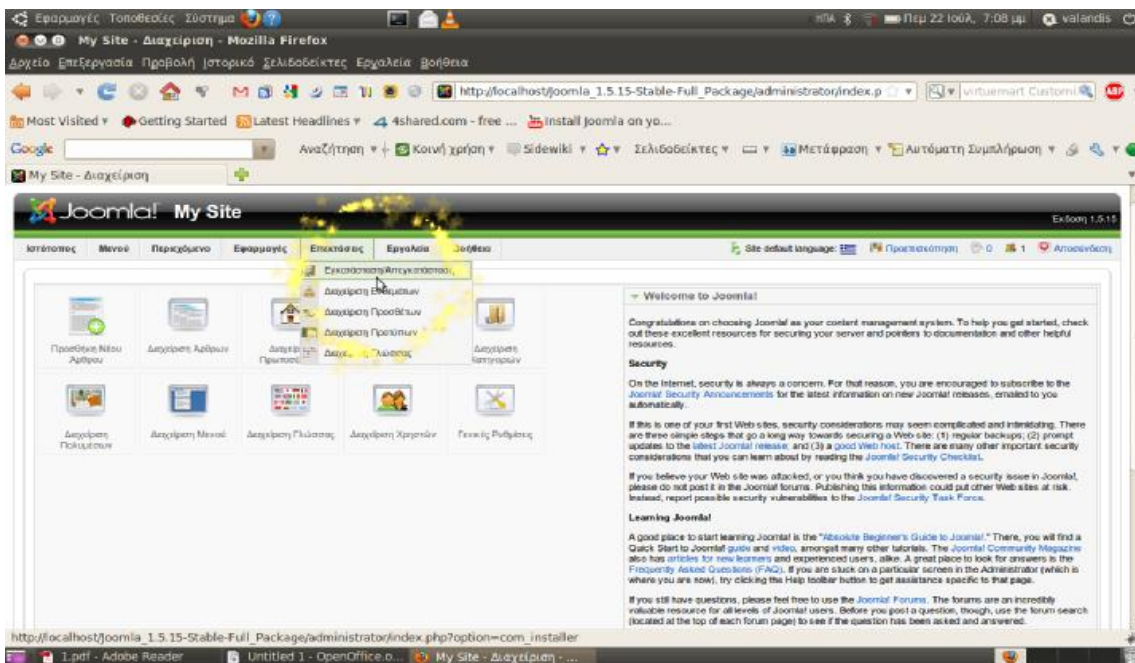 Εφαρμογές Τοποθεσίες Σύστημα
ΗΠΑ Πεμ 22 Ιούλ, 7:08 μμ valandis
My Site - Διαχείριση - Mozilla Firefox
Αρχείο Επεξεργασία Προβολή Ιστορικό Σελιδοδείκτες Εργαλεία Βοήθεια
http://localhost/Joomla_1.5.15-Stable-Full_Package/administrator/index.p
virtuemart Customi
Most Visited Getting Started Latest Headlines 4shared.com - free ... Install Joomla on yo...
Google Αναζήτηση Κοινή χρήση Sidewiki Σελιδοδείκτες Μετάφραση Αυτόματη Συμπλήρωση
My Site - Διαχείριση
Joomla! My Site
Εκδοση 1.5.15
Ιστότοπος Μενού Περιεχόμενο Εφαρμογές Επεκτάσεις Εργαλεία Βοήθεια
Site default language: Προεπισκόπηση 0 1 Αποσύνδεση
Εγκατάσταση/Απεγκατάσταση
Διαχείριση Ενθεμάτων
Διαχείριση Προσθέτων
Διαχείριση Προτύπων
Γλώσσας
Προσθήκη Νέου Άρθρου
Διαχείριση Άρθρων
Διαχείριση Κατηγοριών
Διαχείριση Πολυμέσων
Διαχείριση Μενού
Διαχείριση Γλώσσας
Διαχείριση Χρηστών
Γενικές Ρυθμίσεις
Welcome to Joomla!
Congratulations on choosing Joomla! as your content management system. To help you get started, check
out these excellent resources for securing your server and pointers to documentation and other helpful
resources.
Security
On the Internet, security is always a concern. For that reason, you are encouraged to subscribe to the
Joomla! Security Announcements for the latest information on new Joomla! releases, emailed to you
automatically.
If this is one of your first Web sites, security considerations may seem complicated and intimidating. There
are three simple steps that go a long way towards securing a Web site: (1) regular backups; (2) prompt
updates to the latest Joomla! release; and (3) a good Web host. There are many other important security
considerations that you can learn about by reading the Joomla! Security Checklist.
If you believe your Web site was attacked, or you think you have discovered a security issue in Joomla!,
please do not post it in the Joomla! forums. Publishing this information could put other Web sites at risk.
Instead, report possible security vulnerabilities to the Joomla! Security Task Force.
Learning Joomla!
A good place to start learning Joomla! is the "Absolute Beginner's Guide to Joomla!." There, you will find a
Quick Start to Joomla! guide and video, amongst many other tutorials. The Joomla! Community Magazine
also has articles for new learners and experienced users, alike. A great place to look for answers is the
Frequently Asked Questions (FAQ). If you are stuck on a particular screen in the Administrator (which is
where you are now), try clicking the Help toolbar button to get assistance specific to that page.
If you still have questions, please feel free to use the Joomla! Forums. The forums are an incredibly
valuable resource for all levels of Joomla! users. Before you post a question, though, use the forum search
(located at the top of each forum page) to see if the question has been asked and answered.
http://localhost/Joomla_1.5.15-Stable-Full_Package/administrator/index.php?option=com_installer
1.pdf - Adobe Reader Untitled 1 - OpenOffice.o... My Site - Διαχείριση - ...